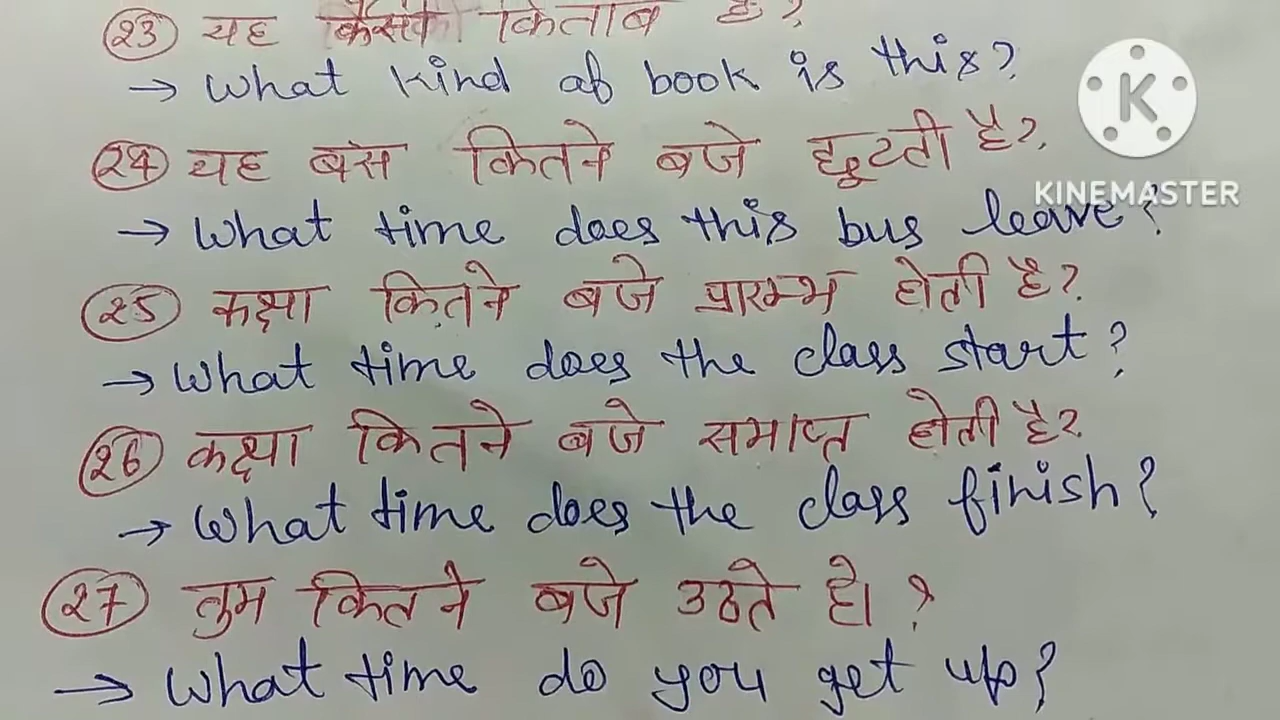 (23) यह कैसी किताब है?
→ What kind of book is this?
K
KINEMASTER
(24) यह बस कितने बजे छूटती है?
→ What time does this bus leave?
(25) कक्षा कितने बजे प्रारम्भ होती है?
→ What time does the class start?
(26) कक्षा कितने बजे समाप्त होती है?
→ What time does the class finish?
(27) तुम कितने बजे उठते हो ?
→ What time do you get up?